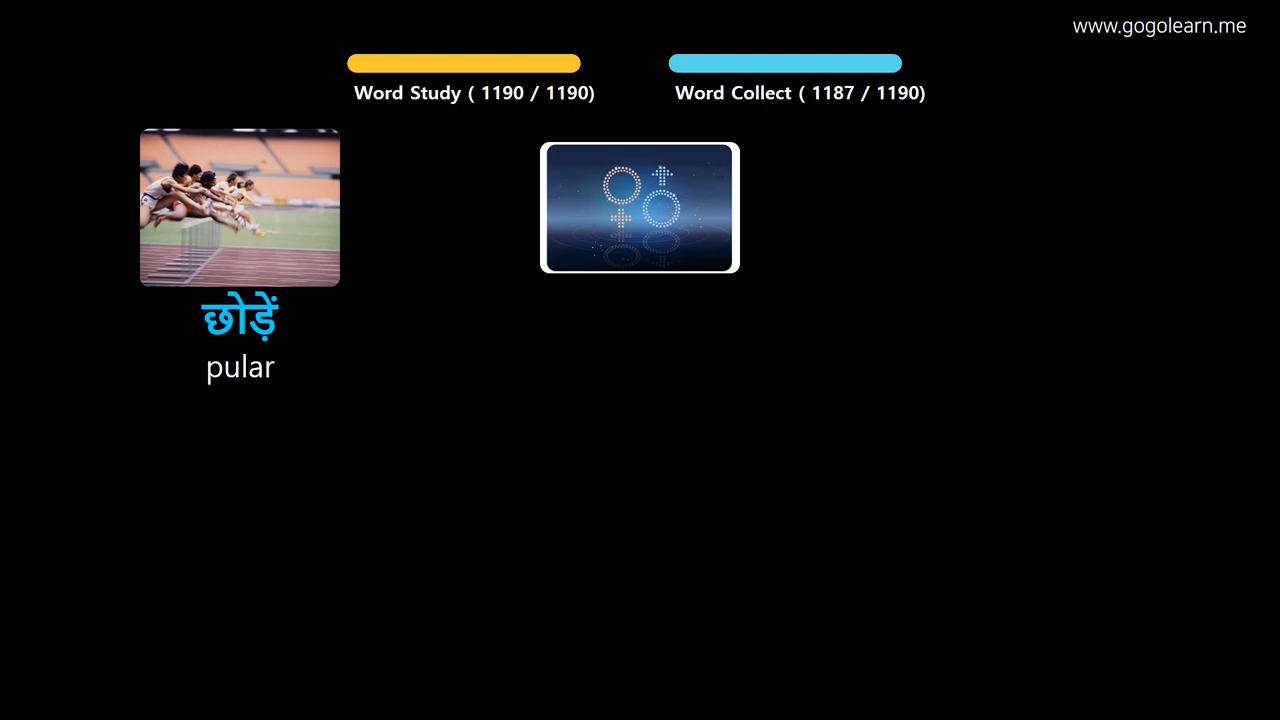 www.gogolearn.me
Word Study ( 1190 / 1190)
Word Collect ( 1187 / 1190)
छोड़ें
pular